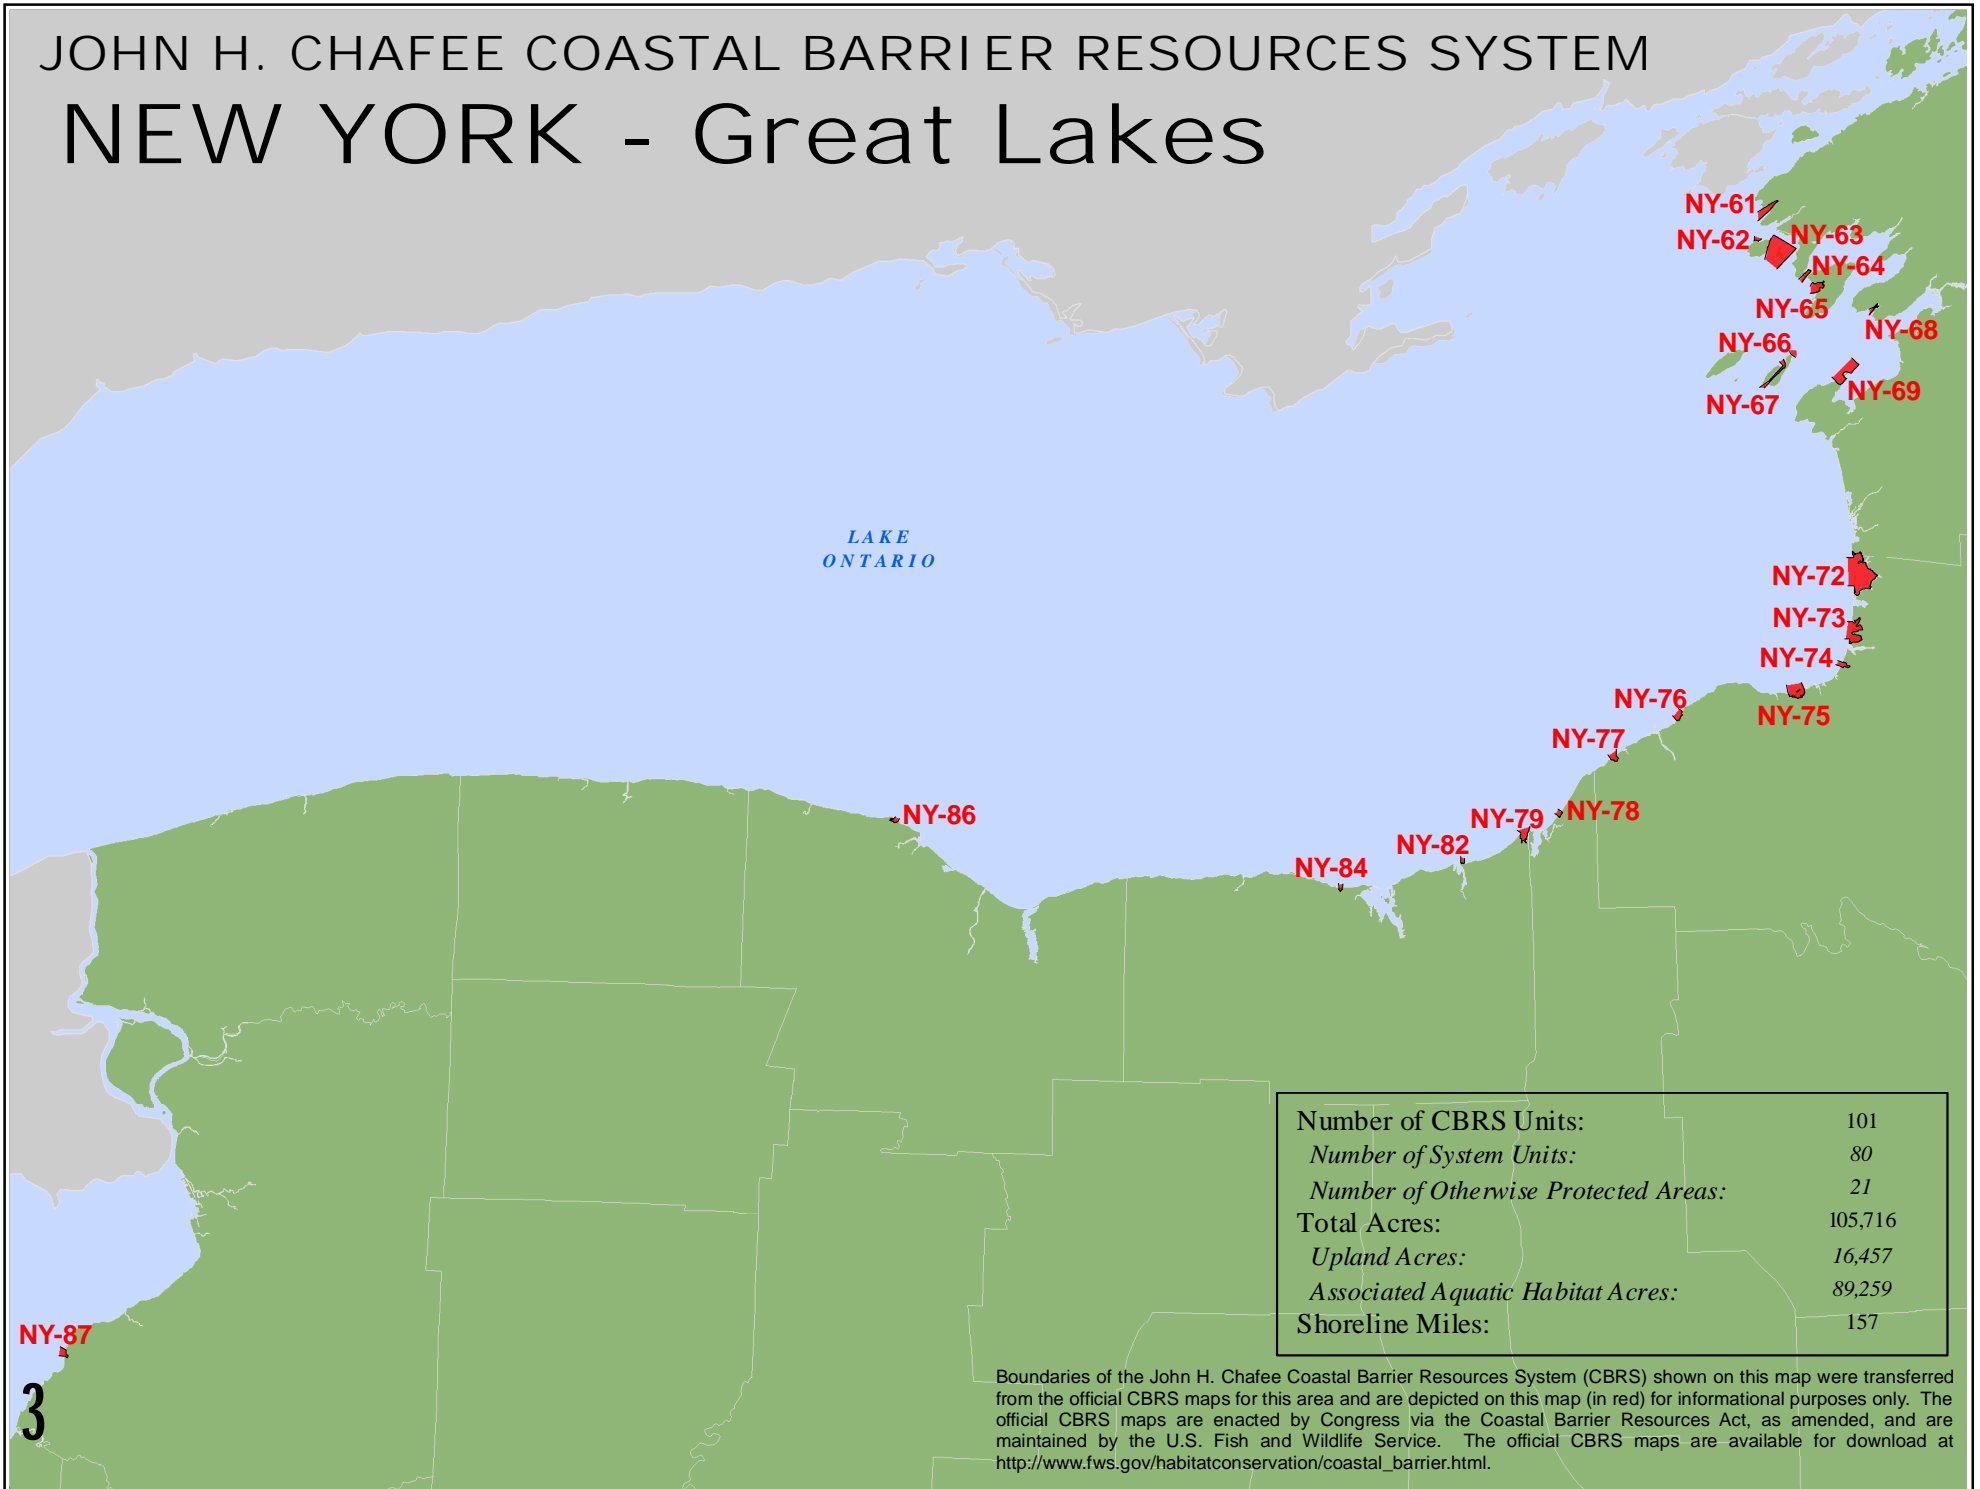 JOHN H. CHAFEE COASTAL BARRIER RESOURCES SYSTEM
NEW YORK - Great Lakes
NY-61
NY-62
NY-63
NY-64
NY-65
NY-68
NY-66
NY-69
NY-67
LAKE
ONTARIO
NY-72
NY-73
NY-74
NY-76
NY-75
NY-77
NY-86
NY-78
NY-79
NY-82
NY-84
Number of CBRS Units: 101
Number of System Units: 80
Number of Otherwise Protected Areas: 21
Total Acres: 105,716
Upland Acres: 16,457
Associated Aquatic Habitat Acres: 89,259
Shoreline Miles: 157
NY-87
3
Boundaries of the John H. Chafee Coastal Barrier Resources System (CBRS) shown on this map were transferred
from the official CBRS maps for this area and are depicted on this map (in red) for informational purposes only. The
official CBRS maps are enacted by Congress via the Coastal Barrier Resources Act, as amended, and are
maintained by the U.S. Fish and Wildlife Service. The official CBRS maps are available for download at
http://www.fws.gov/habitatconservation/coastal_barrier.html.